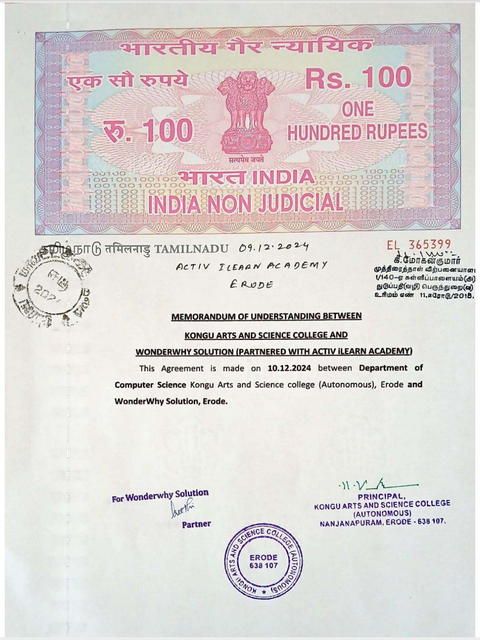 भारतीय गैर न्यायिक
एक सौ रुपये
Rs. 100
रु. 100
ONE
HUNDRED RUPEES
सत्यमेव जयते
भारत INDIA
INDIA NON JUDICIAL
தமிழ்நாடு तमिलनाडु TAMILNADU 09.12.2024
EL 365399
ACTIV ILEARN ACADEMY
ERODE
கி.மோகன்குமார்
முத்திரைத்தாள் விற்பனையாளர்
2024
MEMORANDUM OF UNDERSTANDING BETWEEN
KONGU ARTS AND SCIENCE COLLEGE AND
WONDERWHY SOLUTION (PARTNERED WITH ACTIV iLEARN ACADEMY)
This Agreement is made on 10.12.2024 between Department of
Computer Science Kongu Arts and Science college (Autonomous), Erode and
WonderWhy Solution, Erode.
For Wonderwhy Solution
Partner
PRINCIPAL,
KONGU ARTS AND SCIENCE COLLEGE
(AUTONOMOUS)
NANJANAPURAM, ERODE - 638 107.
KONGU ARTS AND SCIENCE COLLEGE (AUTONOMOUS)
ERODE
638 107